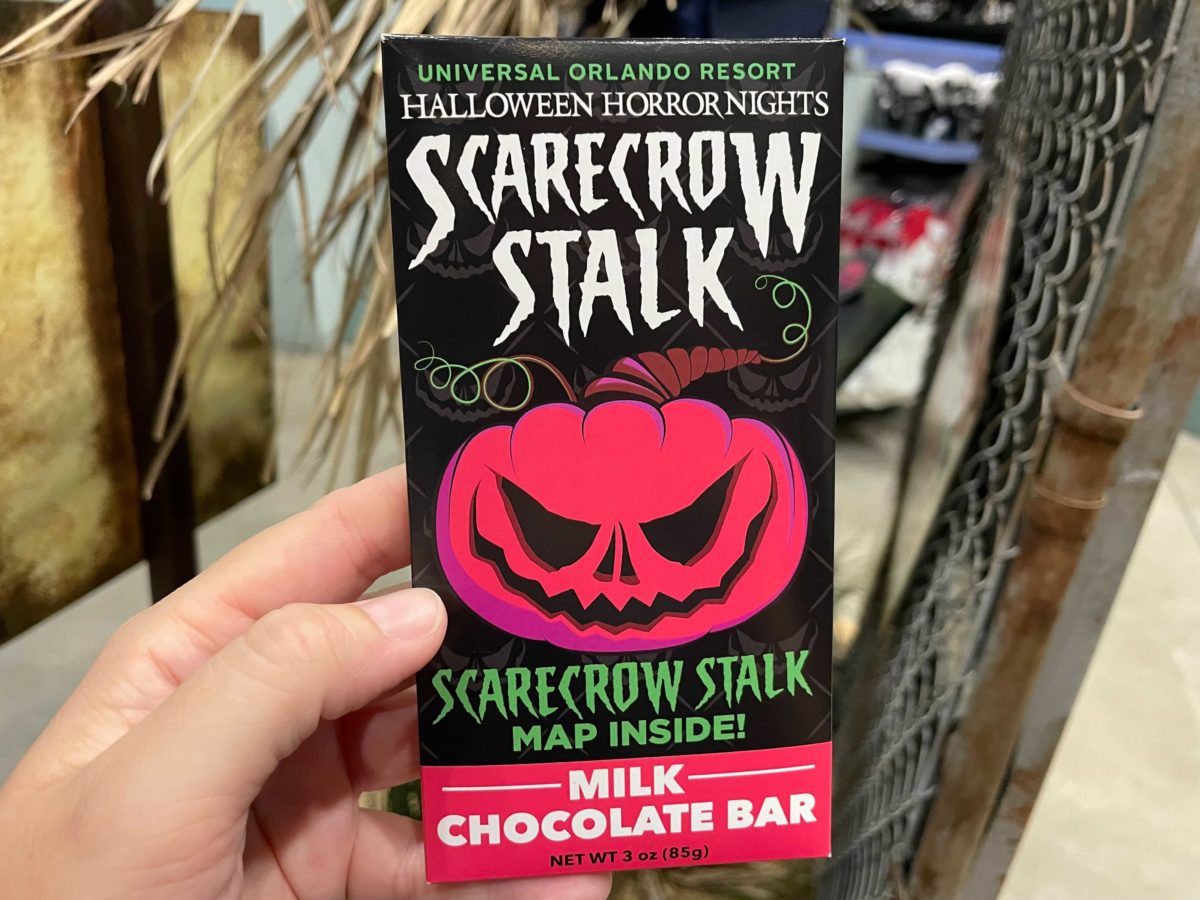 UNIVERSAL ORLANDO RESORT
HALLOWEEN HORROR NIGHTS
SCARECROW
STALK
SCARECROW STALK
MAP INSIDE!
MILK
CHOCOLATE BAR
NET WT 3 oz (85g)